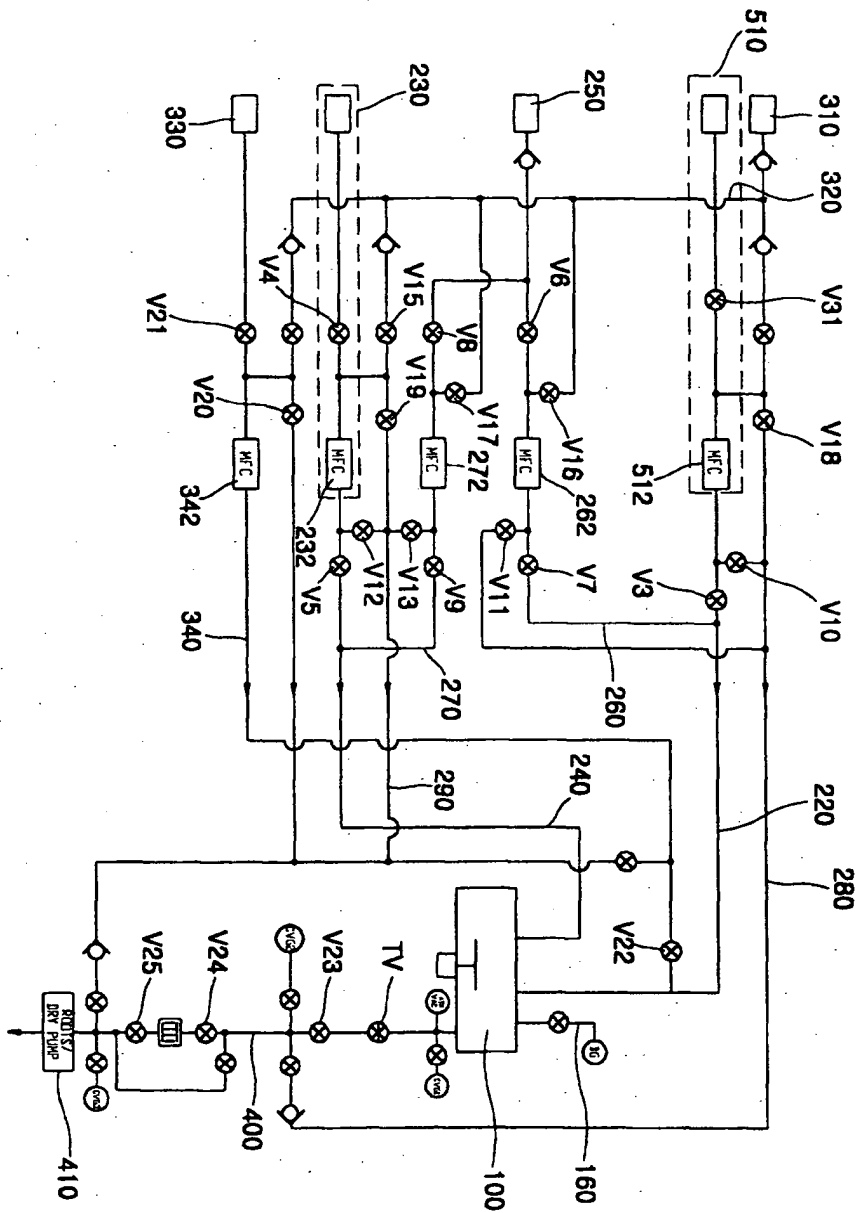 510
310
320
V31
V18
512
V3
V10
250
V6
V16
262
V7
V11
260
220
280
V8
V17
MFC
MFC
MFC
MFC
272
V9
V13
270
230
V4
V15
V19
232
V12
V5
240
290
330
V21
V20
342
340
V22
160
100
TV
V23
400
V24
V25
ROOTS/
DRY PUMP
410